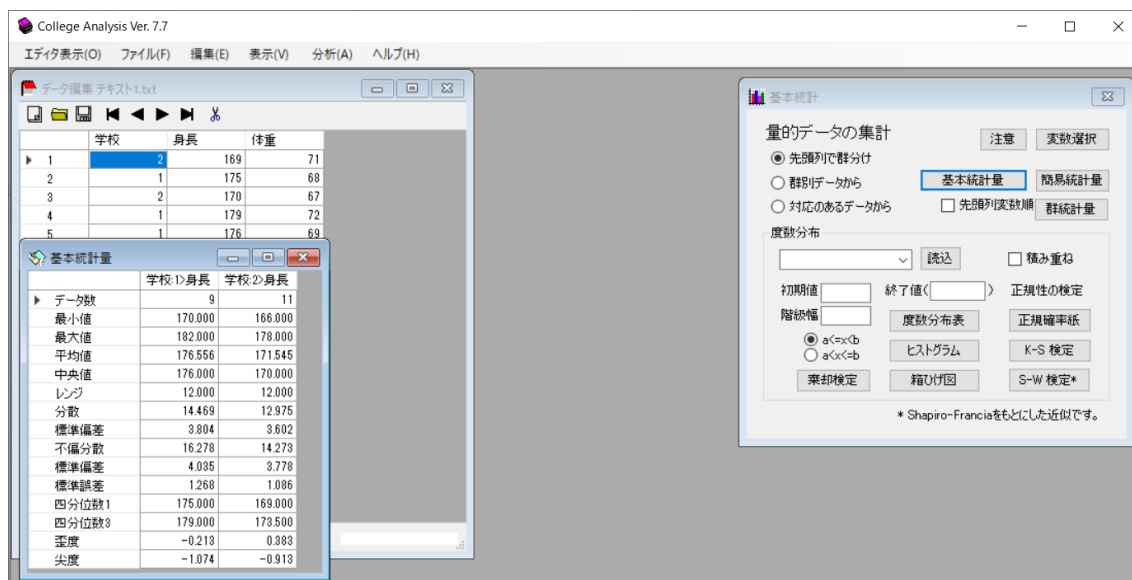 College Analysis Ver. 7.7
エディタ表示(O) ファイル(F) 編集(E) 表示(V) 分析(A) ヘルプ(H)
データ編集 テキスト1.txt
学校 身長 体重
1 2 169 71
2 1 175 68
3 2 170 67
4 1 179 72
5 1 176 69
基本統計量
学校:1>身長 学校:2>身長
データ数 9 11
最小値 170.000 166.000
最大値 182.000 178.000
平均値 176.556 171.545
中央値 176.000 170.000
レンジ 12.000 12.000
分散 14.469 12.975
標準偏差 3.804 3.602
不偏分散 16.278 14.273
標準偏差 4.035 3.778
標準誤差 1.268 1.086
四分位数1 175.000 169.000
四分位数3 179.000 173.500
歪度 -0.213 0.383
尖度 -1.074 -0.913
基本統計
量的データの集計 注意 変数選択
先頭列で群分け
群別データから 基本統計量 簡易統計量
対応のあるデータから 先頭列変数順 群統計量
度数分布
読込 積み重ね
初期値 終了値( ) 正規性の検定
階級幅 度数分布表 正規確率紙
a<=x<b ヒストグラム K-S 検定
a<x<=b
棄却検定 箱ひげ図 S-W 検定*
* Shapiro-Franciaをもとにした近似です。